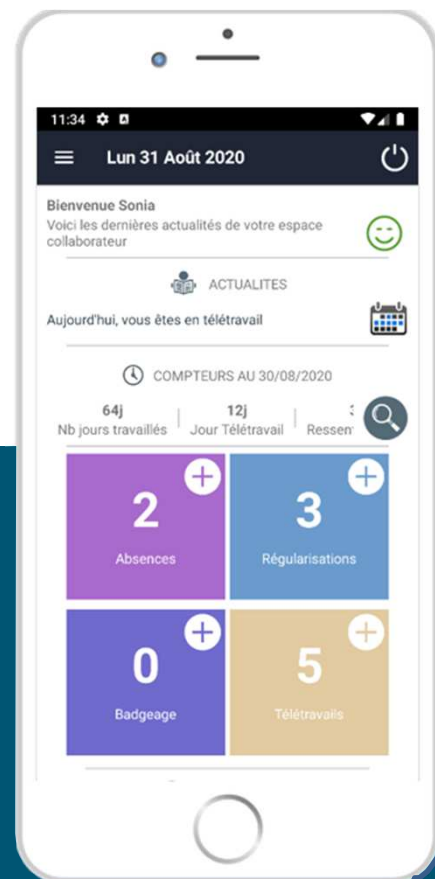 11:34
Lun 31 Août 2020
Bienvenue Sonia
Voici les dernières actualités de votre espace
collaborateur
ACTUALITES
Aujourd'hui, vous êtes en télétravail
COMPTEURS AU 30/08/2020
64j 12j
Nb jours travaillés Jour Télétravail
2 3
Absences Régularisations
0 5
Badgeage Télétravails